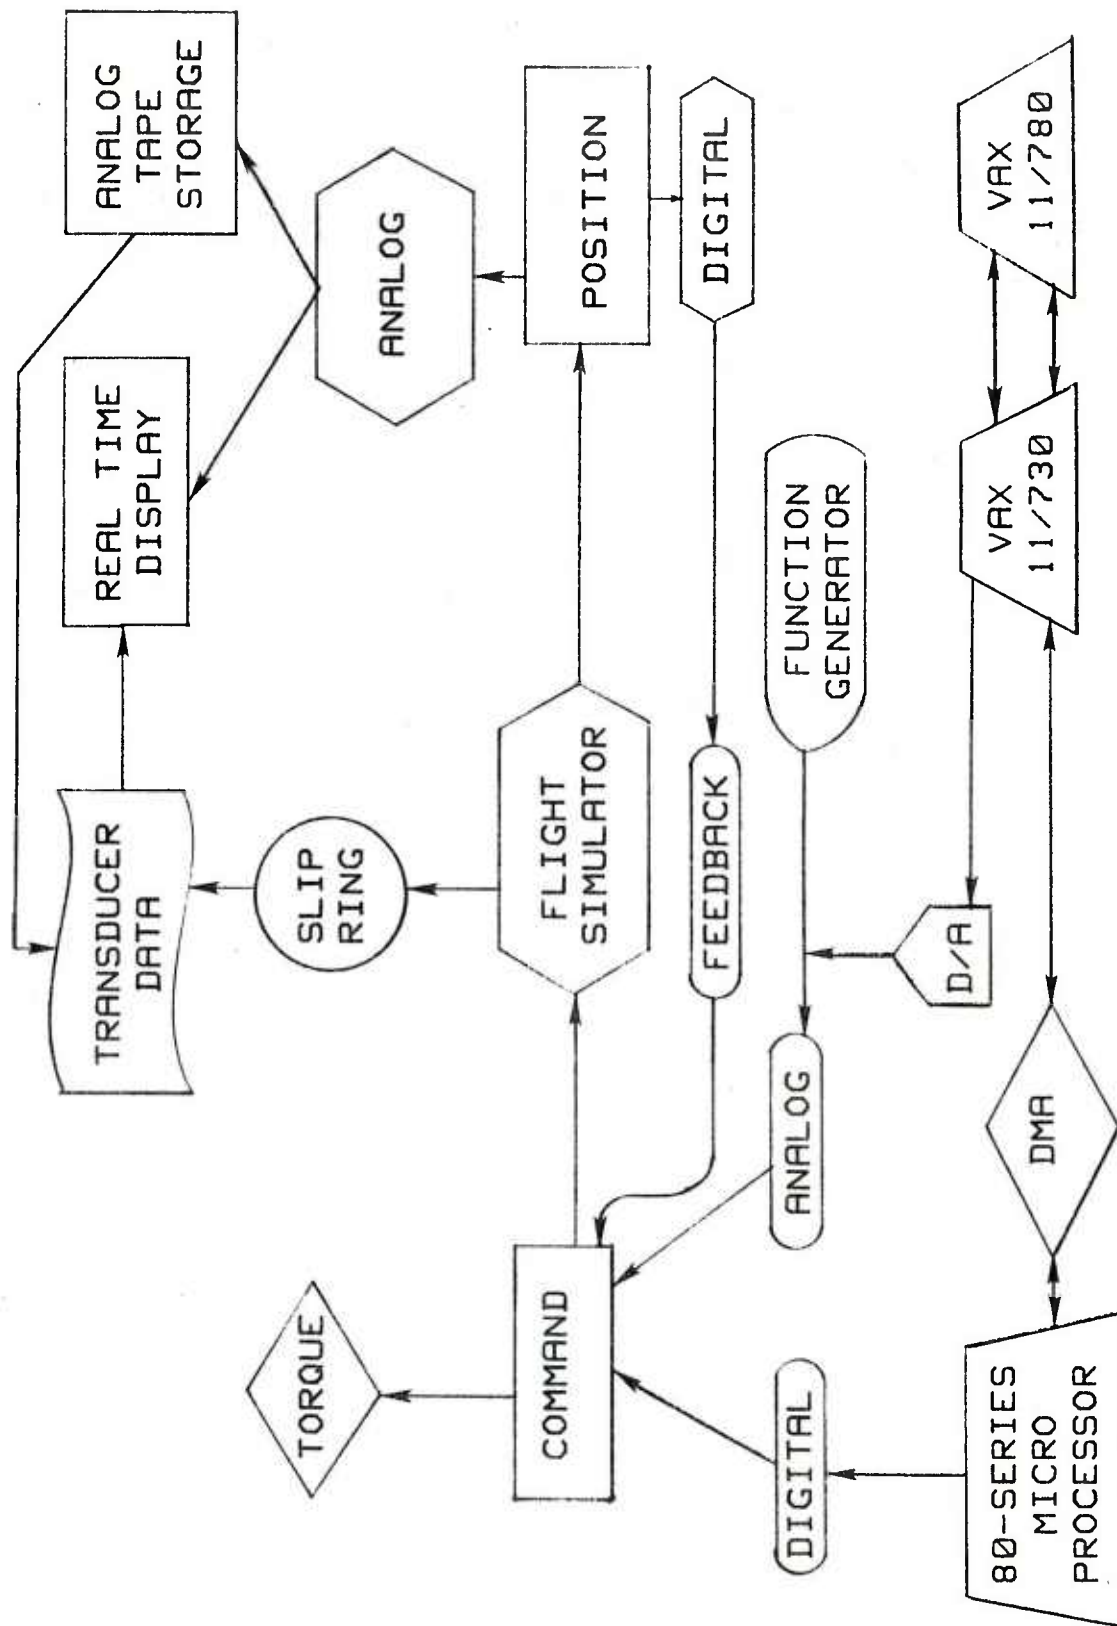 TRANSDUCER
DATA
REAL TIME
DISPLAY
ANALOG
TAPE
STORAGE
TORQUE
SLIP
RING
ANALOG
COMMAND
FLIGHT
SIMULATOR
POSITION
FEEDBACK
DIGITAL
DIGITAL
ANALOG
FUNCTION
GENERATOR
D/A
80-SERIES
MICRO
PROCESSOR
DMA
VAX
11/730
VAX
11/780